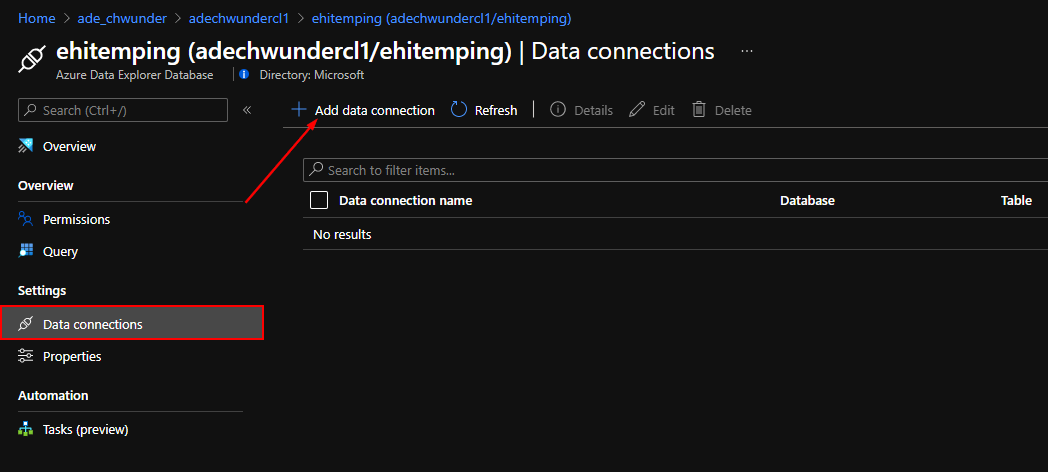 Home > ade_chwunder > adechwundercl1 > ehitemping (adechwundercl1/ehitemping)
ehitemping (adechwundercl1/ehitemping) | Data connections ...
Azure Data Explorer Database | Directory: Microsoft
Search (Ctrl+/) «
Add data connection Refresh | Details Edit Delete
Overview
Search to filter items...
Overview
Data connection name Database Table
Permissions
No results
Query
Settings
Data connections
Properties
Automation
Tasks (preview)